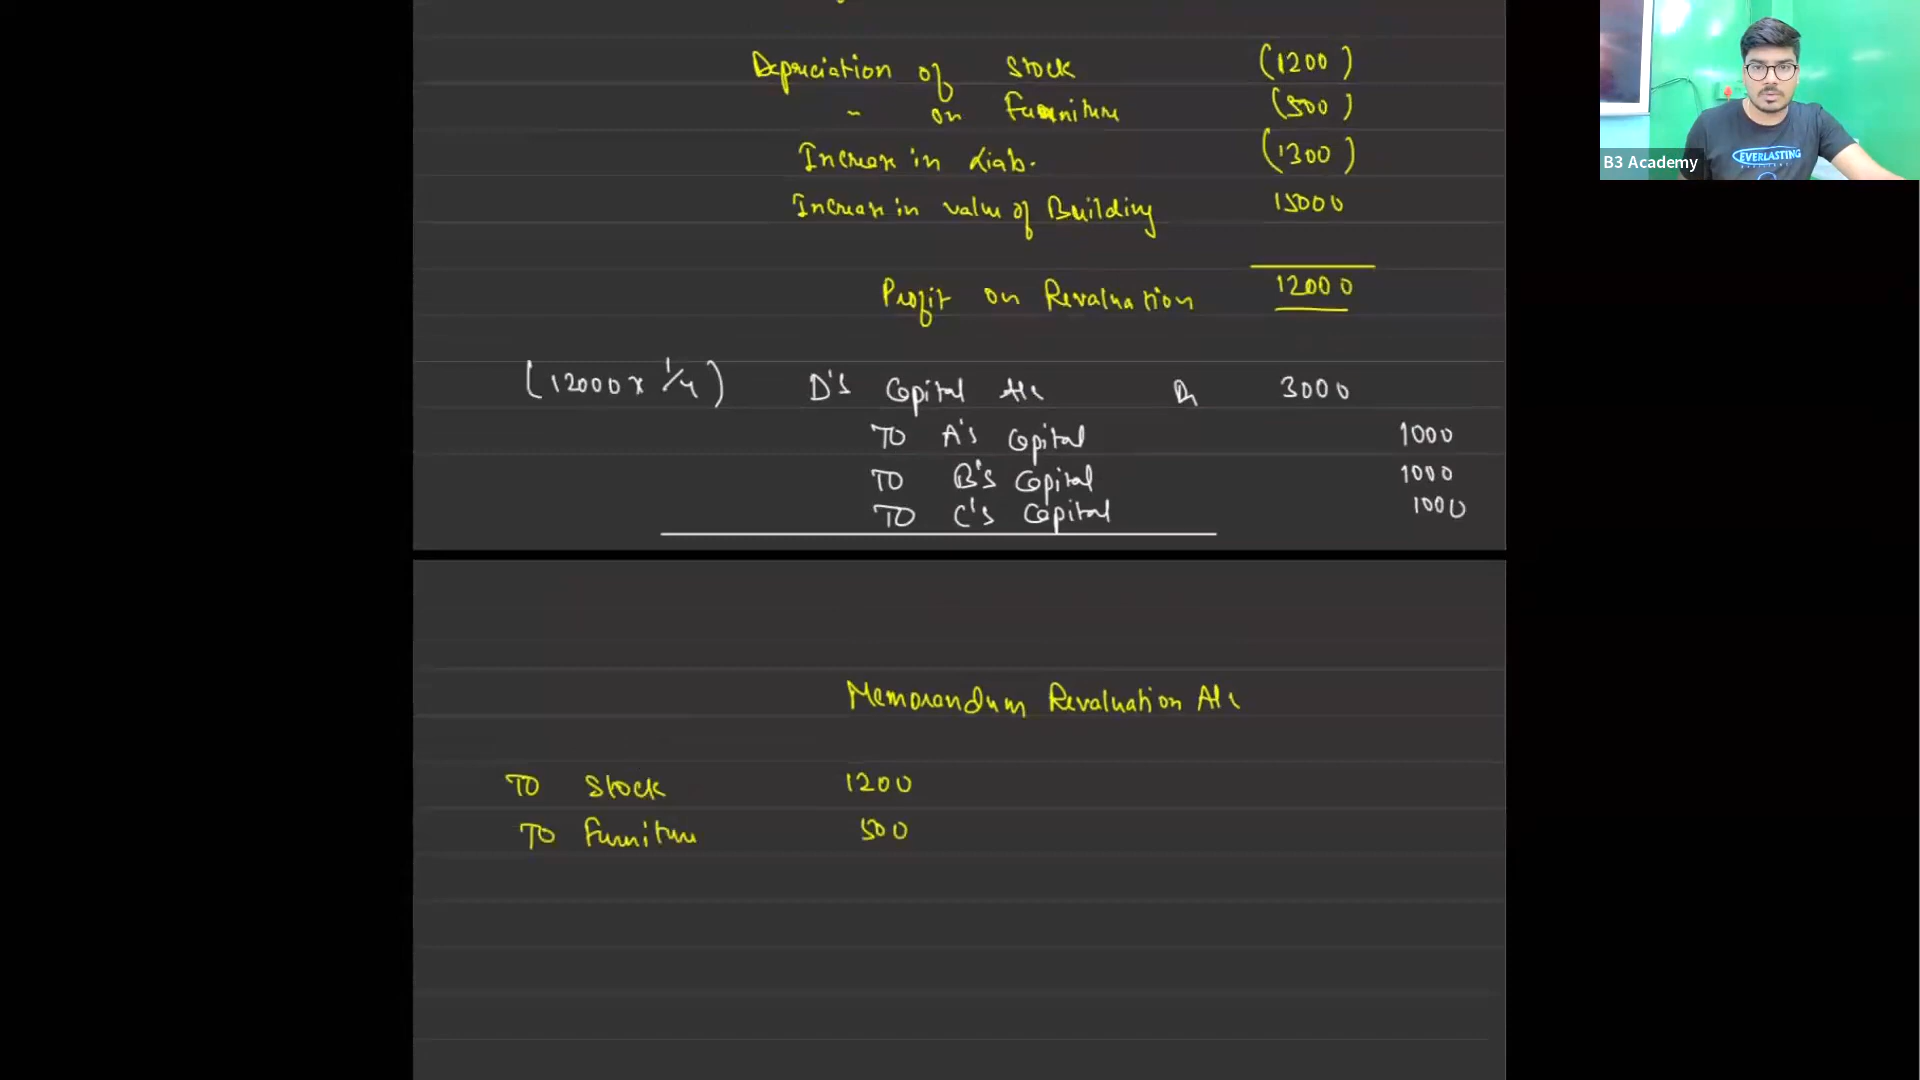 Depreciation of Stock (1200)
" on Furniture (500)
Increase in Liab. (1300)
Increase in value of Building 15000
Profit on Revaluation 12000
(12000 x 1/4) D's Capital A/c Dr 3000
TO A's Capital 1000
TO B's Capital 1000
TO C's Capital 1000
Memorandum Revaluation A/c
TO Stock 1200
TO Furniture 500
EVERLASTING
B3 Academy